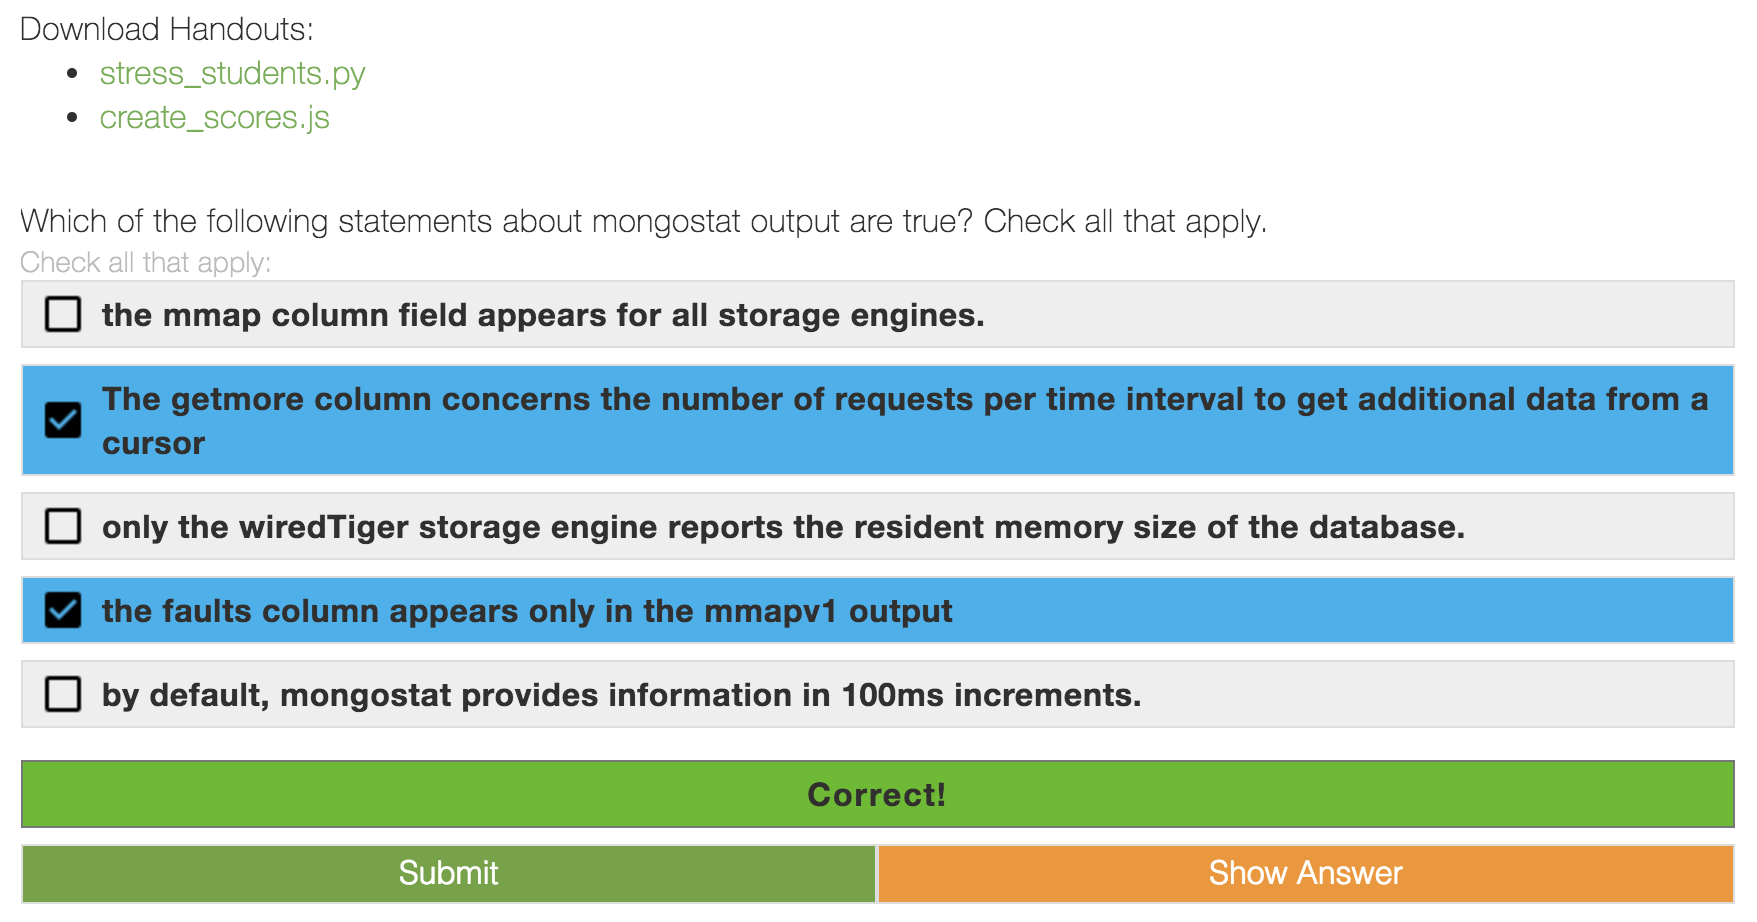 Download Handouts:
stress_students.py
create_scores.js
Which of the following statements about mongostat output are true? Check all that apply.
Check all that apply:
the mmap column field appears for all storage engines.
The getmore column concerns the number of requests per time interval to get additional data from a
cursor
only the wiredTiger storage engine reports the resident memory size of the database.
the faults column appears only in the mmapv1 output
by default, mongostat provides information in 100ms increments.
Correct!
Submit
Show Answer